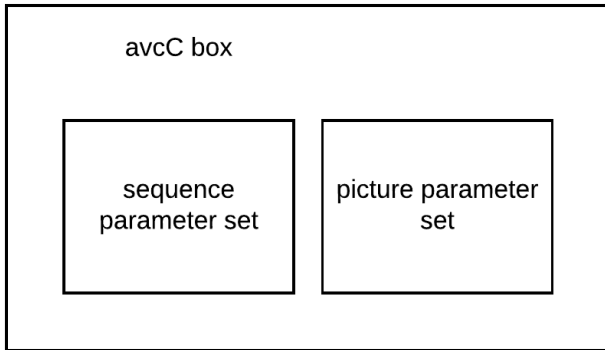 avcC box
sequence
parameter set
picture parameter
set